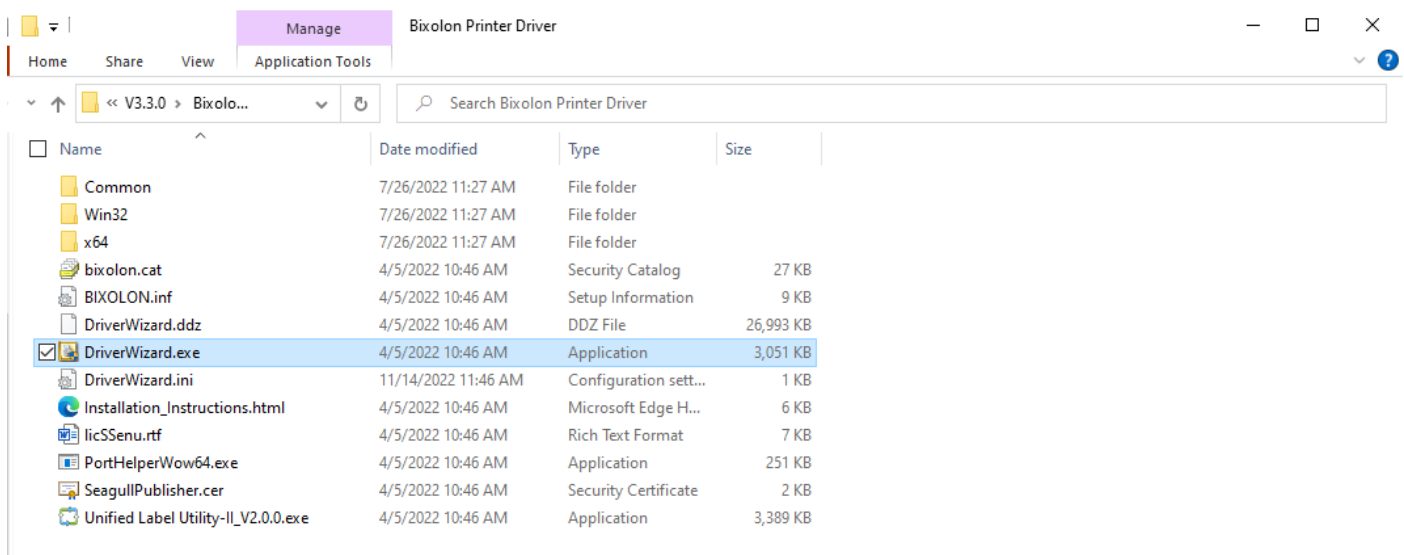 Manage Bixolon Printer Driver
Home Share View Application Tools
« V3.3.0 > Bixolo... Search Bixolon Printer Driver
Name Date modified Type Size
Common 7/26/2022 11:27 AM File folder
Win32 7/26/2022 11:27 AM File folder
x64 7/26/2022 11:27 AM File folder
bixolon.cat 4/5/2022 10:46 AM Security Catalog 27 KB
BIXOLON.inf 4/5/2022 10:46 AM Setup Information 9 KB
DriverWizard.ddz 4/5/2022 10:46 AM DDZ File 26,993 KB
DriverWizard.exe 4/5/2022 10:46 AM Application 3,051 KB
DriverWizard.ini 11/14/2022 11:46 AM Configuration sett... 1 KB
Installation_Instructions.html 4/5/2022 10:46 AM Microsoft Edge H... 6 KB
licSSenu.rtf 4/5/2022 10:46 AM Rich Text Format 7 KB
PortHelperWow64.exe 4/5/2022 10:46 AM Application 251 KB
SeagullPublisher.cer 4/5/2022 10:46 AM Security Certificate 2 KB
Unified Label Utility-II_V2.0.0.exe 4/5/2022 10:46 AM Application 3,389 KB